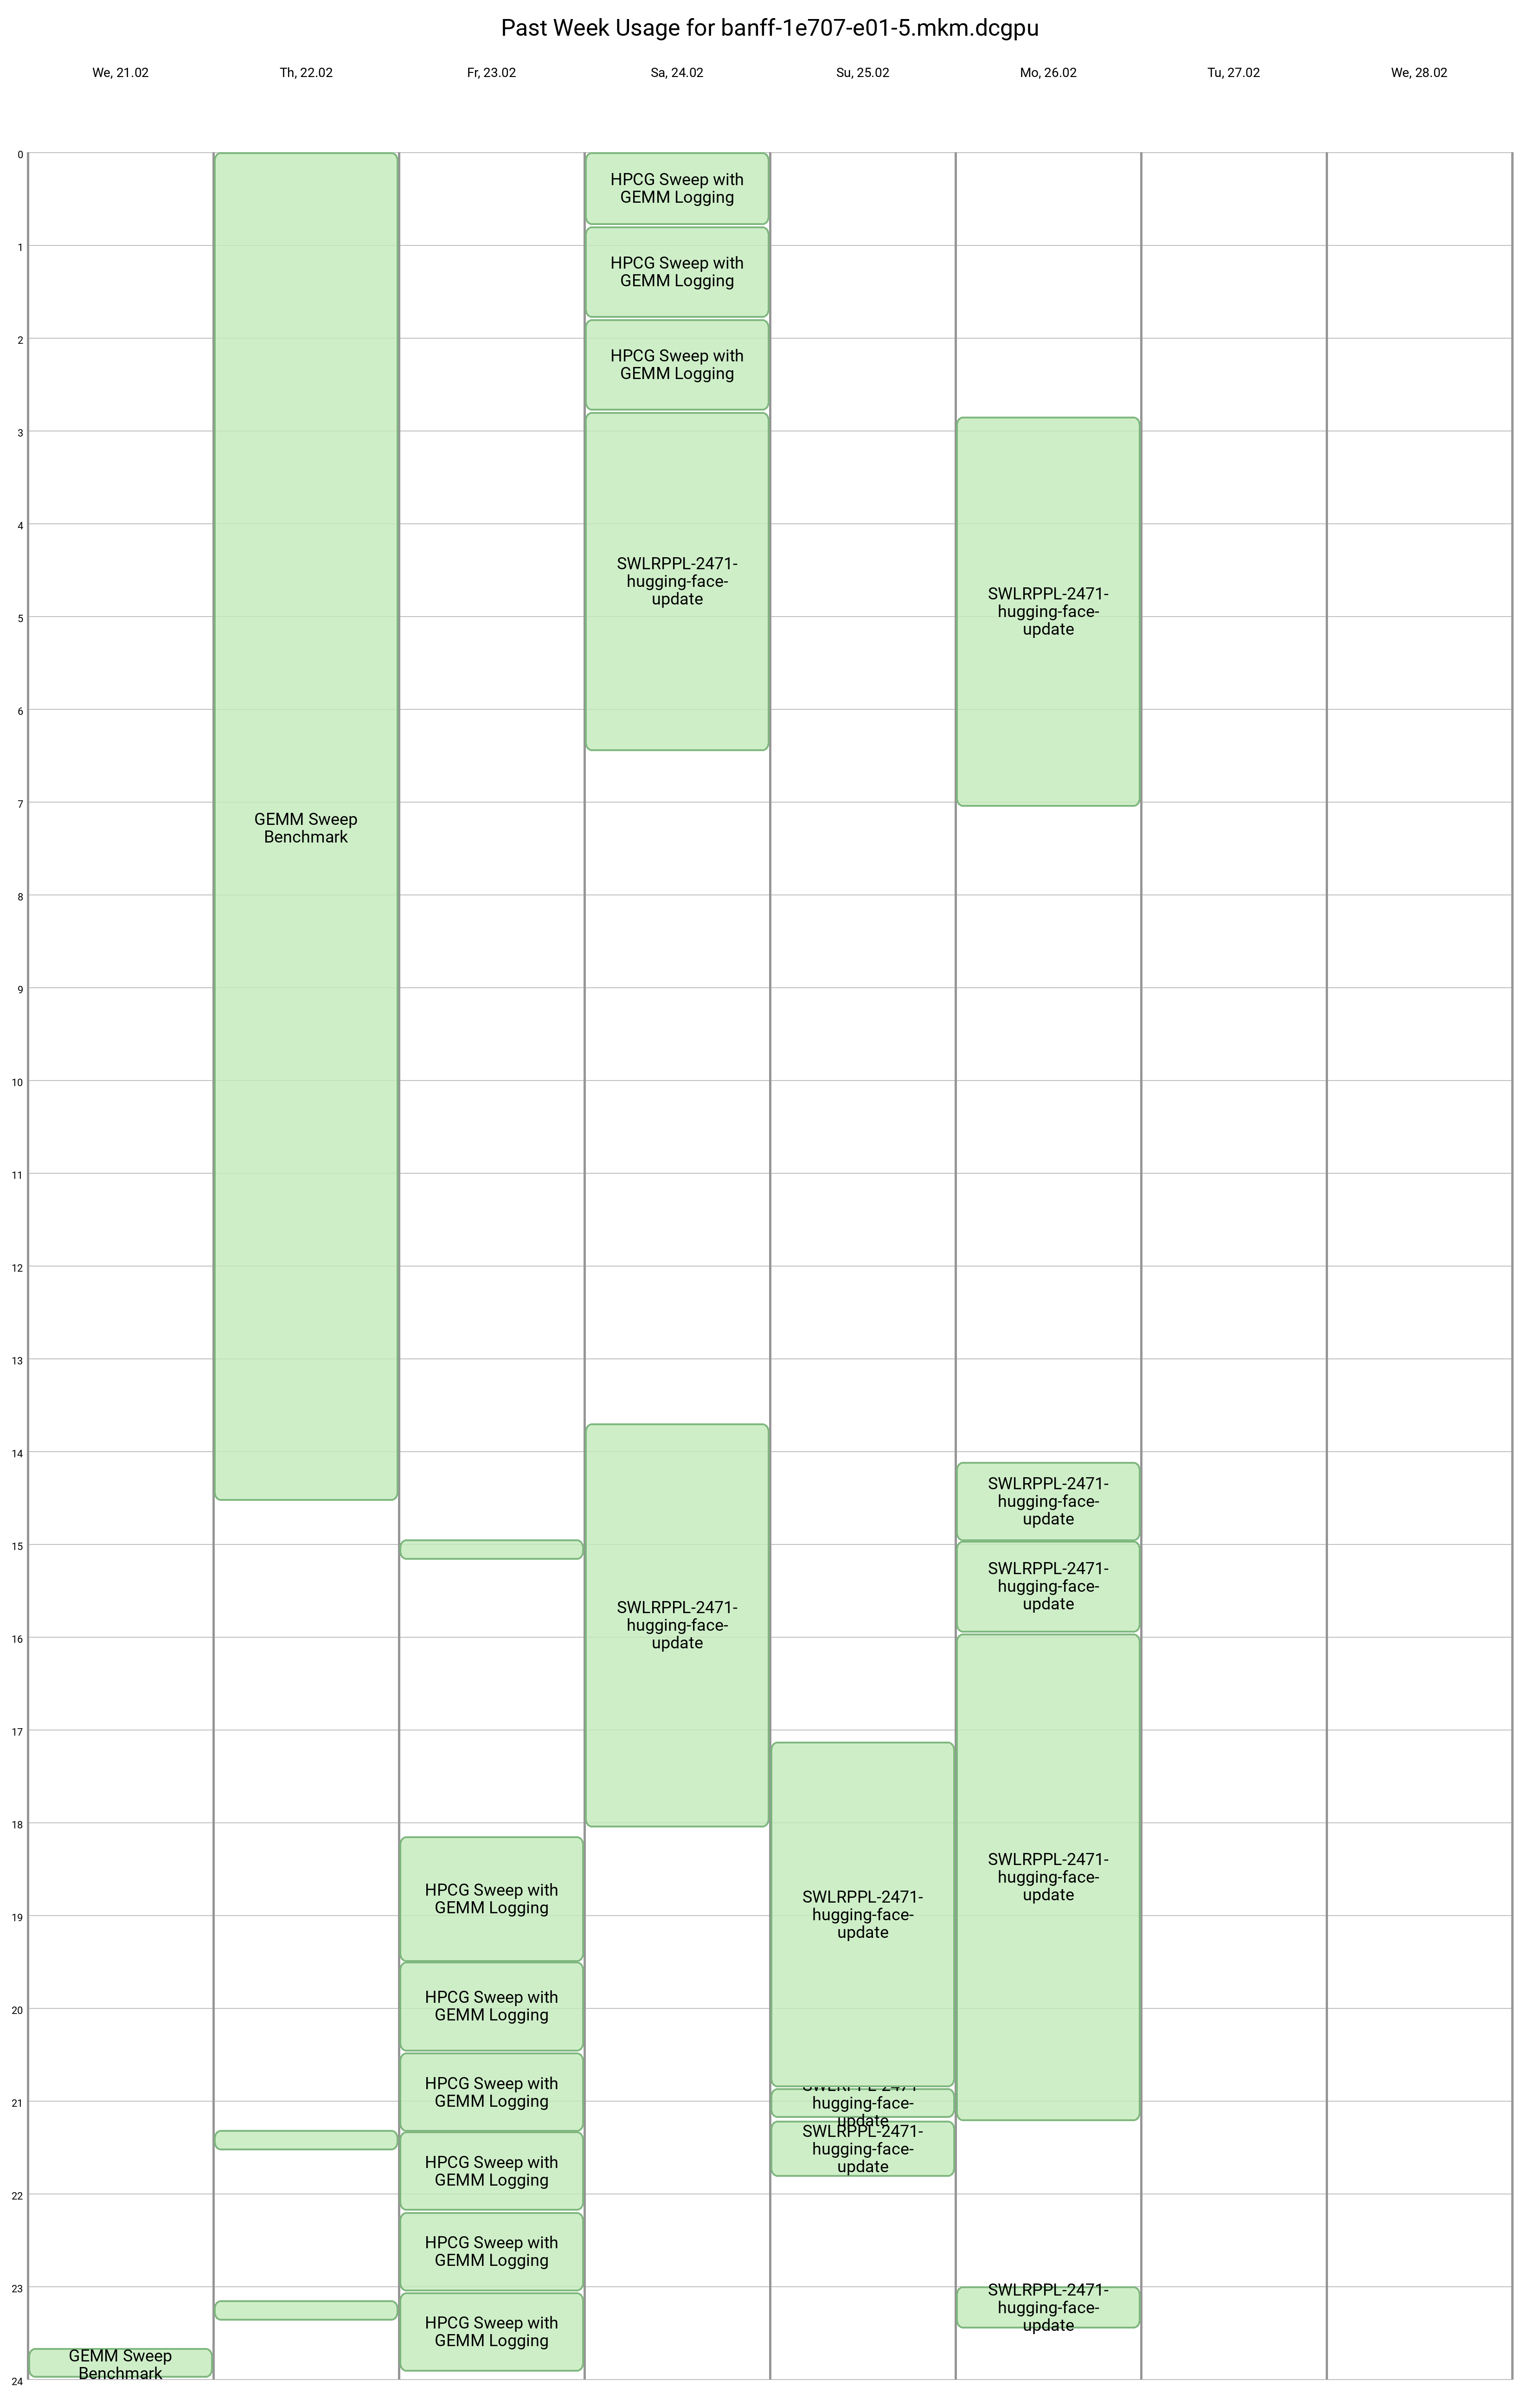 Past Week Usage for banff-1e707-e01-5.mkm.dcgpu
We, 21.02
Th, 22.02
Fr, 23.02
Sa, 24.02
Su, 25.02
Mo, 26.02
Tu, 27.02
We, 28.02
0
1
2
3
4
5
6
7
8
9
10
11
12
13
14
15
16
17
18
19
20
21
22
23
24
GEMM Sweep
Benchmark
GEMM Sweep
Benchmark
HPCG Sweep with
GEMM Logging
HPCG Sweep with
GEMM Logging
HPCG Sweep with
GEMM Logging
HPCG Sweep with
GEMM Logging
HPCG Sweep with
GEMM Logging
HPCG Sweep with
GEMM Logging
HPCG Sweep with
GEMM Logging
HPCG Sweep with
GEMM Logging
HPCG Sweep with
GEMM Logging
SWLRPPL-2471-
hugging-face-
update
SWLRPPL-2471-
hugging-face-
update
SWLRPPL-2471-
hugging-face-
update
SWLRPPL-2471-
hugging-face-
update
SWLRPPL-2471-
hugging-face-
update
SWLRPPL-2471-
hugging-face-
update
SWLRPPL-2471-
hugging-face-
update
SWLRPPL-2471-
hugging-face-
update
SWLRPPL-2471-
hugging-face-
update
SWLRPPL-2471-
hugging-face-
update